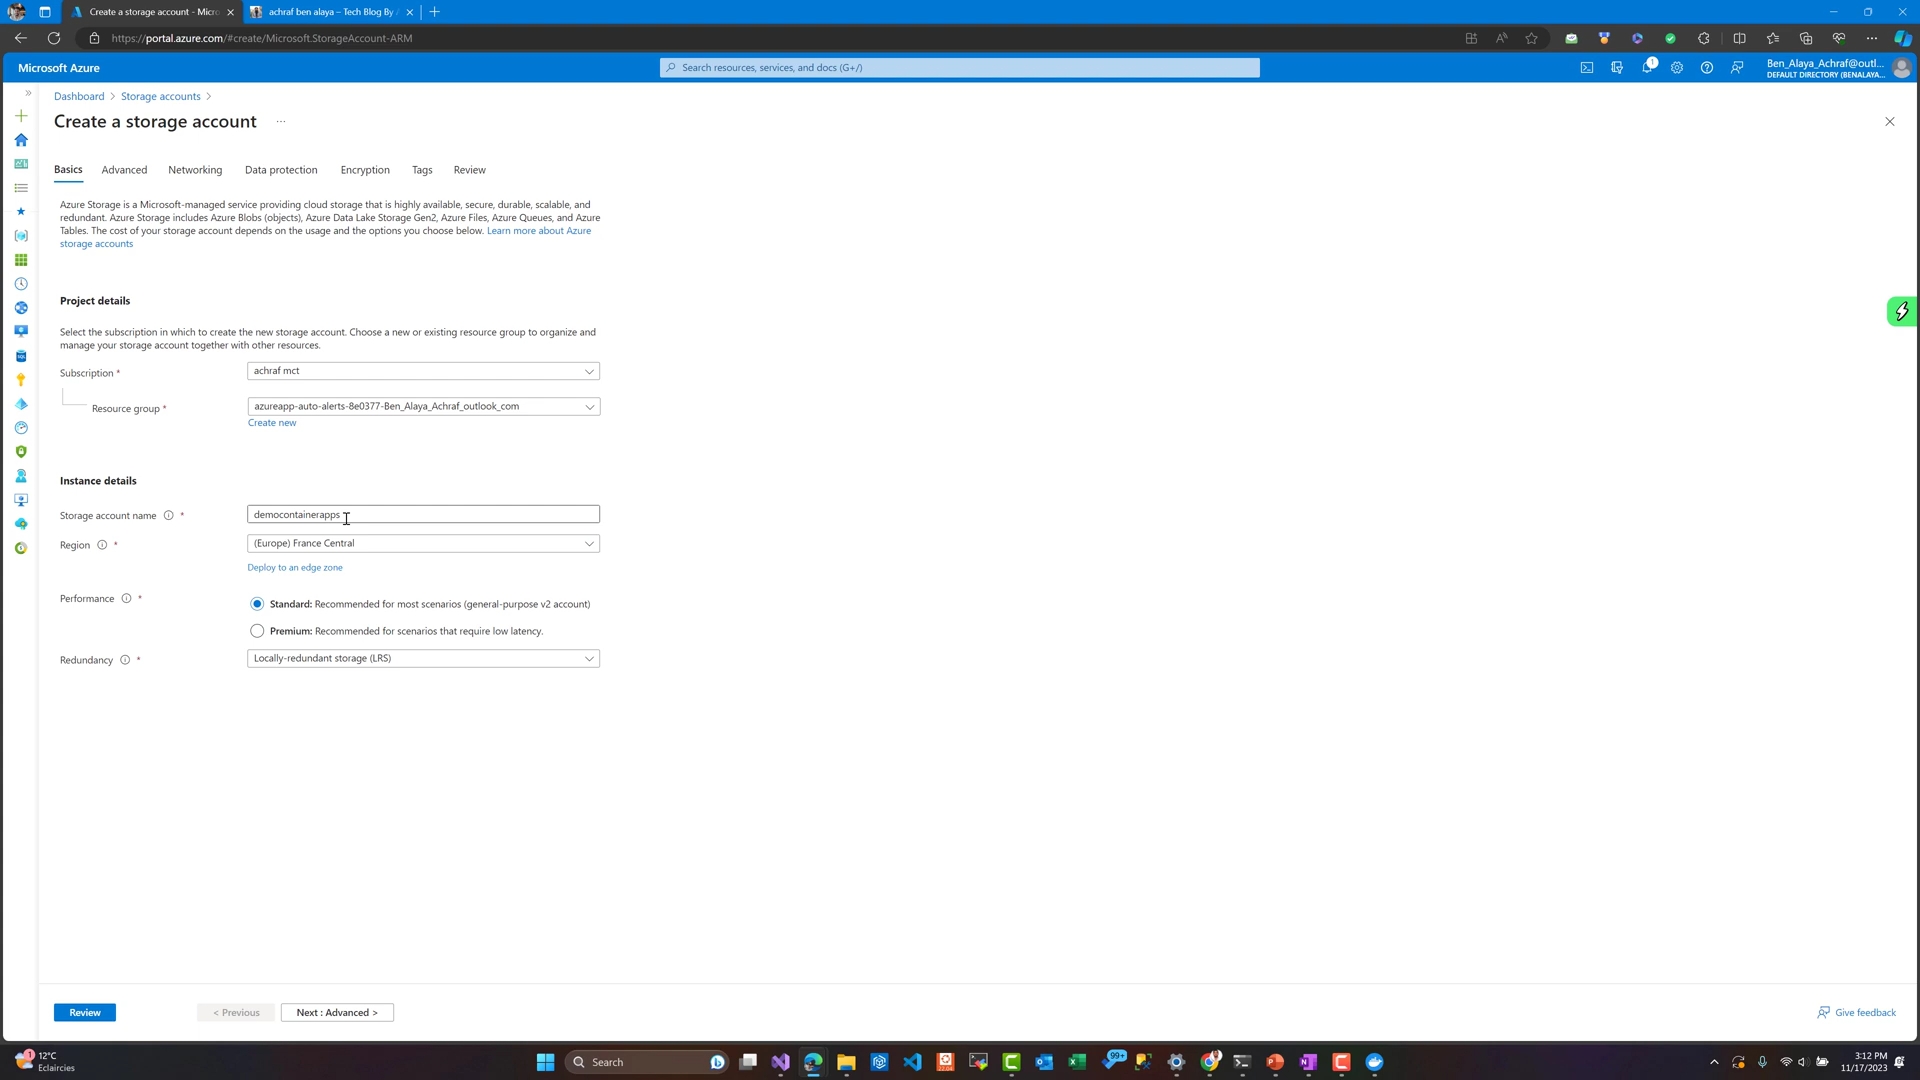 Create a storage account - Micro
achraf ben alaya – Tech Blog By
https://portal.azure.com/#create/Microsoft.StorageAccount-ARM
Microsoft Azure
Search resources, services, and docs (G+/)
1
Ben_Alaya_Achraf@outl...
DEFAULT DIRECTORY (BENALAYA...
Dashboard > Storage accounts >
Create a storage account ...
Basics Advanced Networking Data protection Encryption Tags Review
Azure Storage is a Microsoft-managed service providing cloud storage that is highly available, secure, durable, scalable, and
redundant. Azure Storage includes Azure Blobs (objects), Azure Data Lake Storage Gen2, Azure Files, Azure Queues, and Azure
Tables. The cost of your storage account depends on the usage and the options you choose below. Learn more about Azure
storage accounts
Project details
Select the subscription in which to create the new storage account. Choose a new or existing resource group to organize and
manage your storage account together with other resources.
Subscription *
achraf mct
Resource group *
azureapp-auto-alerts-8e0377-Ben_Alaya_Achraf_outlook_com
Create new
Instance details
Storage account name *
democontainerapps
Region *
(Europe) France Central
Deploy to an edge zone
Performance *
Standard: Recommended for most scenarios (general-purpose v2 account)
Premium: Recommended for scenarios that require low latency.
Redundancy *
Locally-redundant storage (LRS)
Review
< Previous
Next : Advanced >
Give feedback
1
12°C
Eclaircies
Search
22.04
99+
3:12 PM
11/17/2023